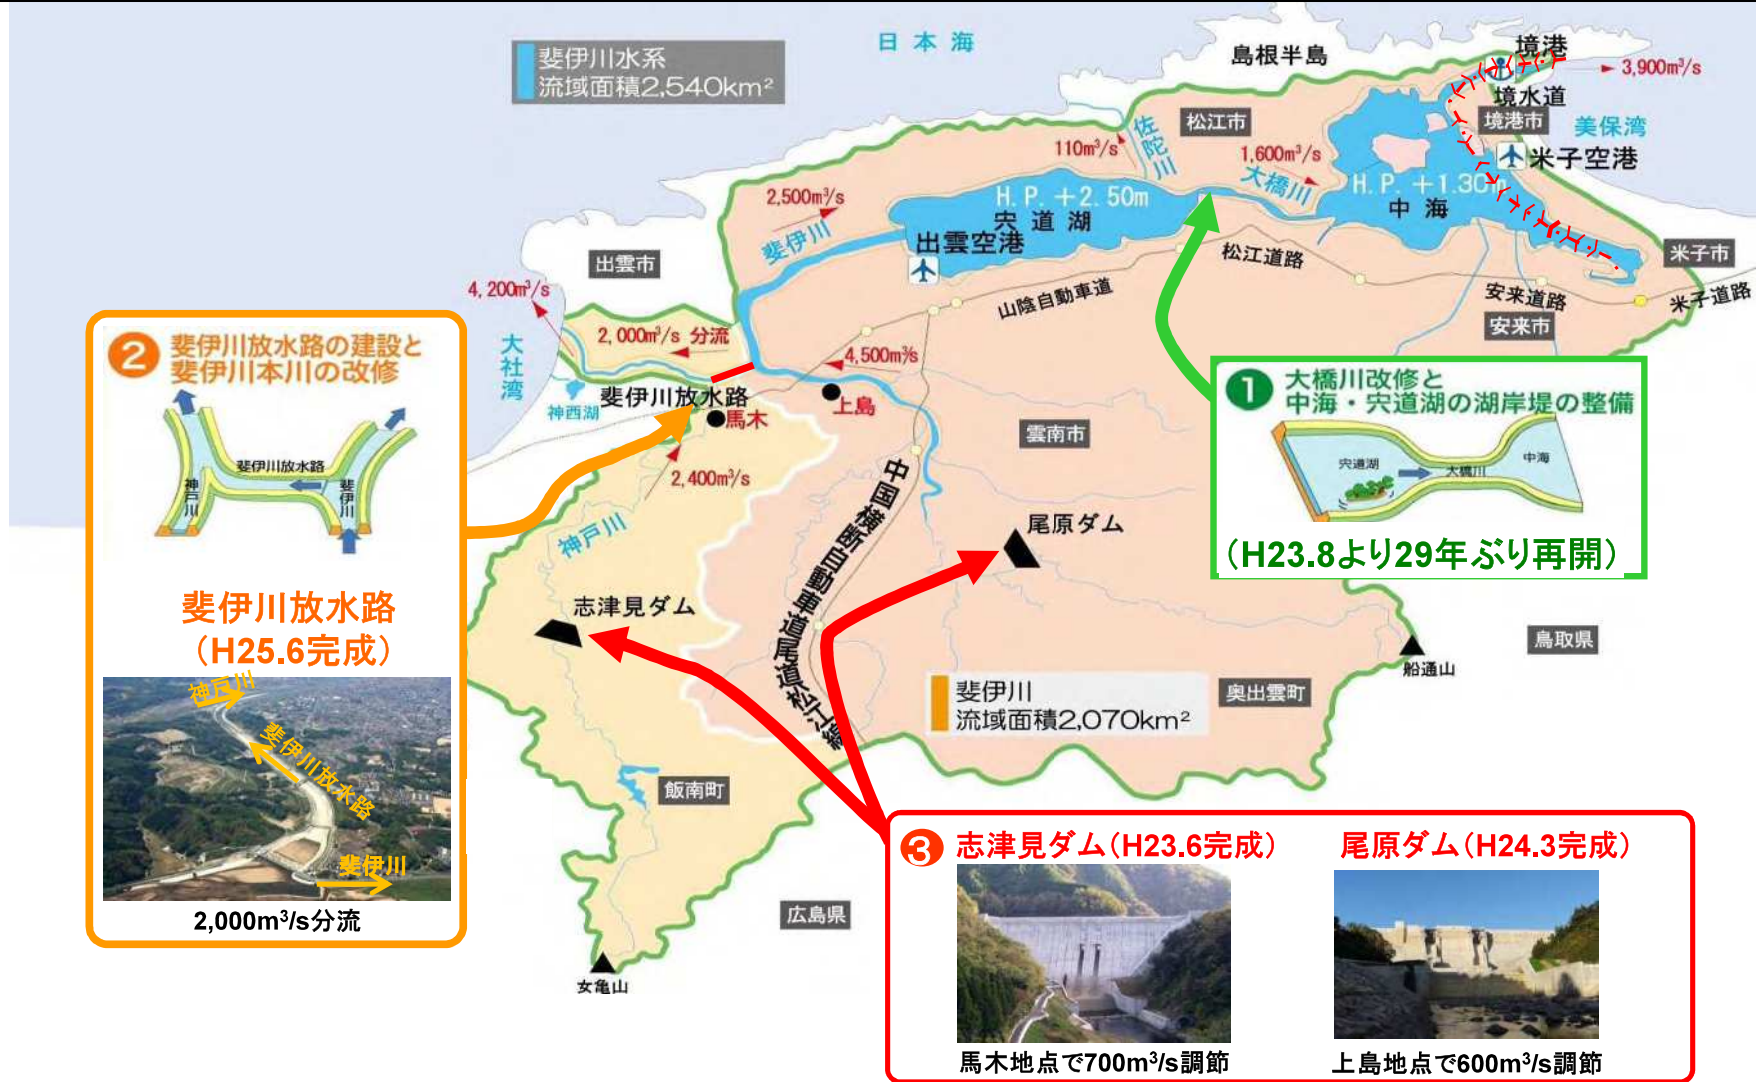 斐伊川水系
流域面積2,540km²
日本海
島根半島
境港
3,900m³/s
境水道
境港市
美保湾
米子空港
松江市
佐陀川
110m³/s
1,600m³/s
大橋川
2,500m³/s
斐伊川
H.P.+2.50m
宍道湖
H.P.+1.30m
中海
出雲空港
出雲市
松江道路
米子市
山陰自動車道
安来道路
米子道路
安来市
4,200m³/s
2,000m³/s 分流
4,500m³/s
大社湾
神西湖
斐伊川放水路
馬木
上島
2,400m³/s
神戸川
雲南市
中国横断自動車道尾道松江線
尾原ダム
志津見ダム
船通山
鳥取県
奥出雲町
斐伊川
流域面積2,070km²
飯南町
広島県
女亀山
❶ 大橋川改修と
中海・宍道湖の湖岸堤の整備
宍道湖
大橋川
中海
(H23.8より29年ぶり再開)
❷ 斐伊川放水路の建設と
斐伊川本川の改修
斐伊川放水路
神戸川
斐伊川
斐伊川放水路
(H25.6完成)
神戸川
斐伊川放水路
斐伊川
2,000m³/s分流
❸ 志津見ダム(H23.6完成)
尾原ダム(H24.3完成)
馬木地点で700m³/s調節
上島地点で600m³/s調節